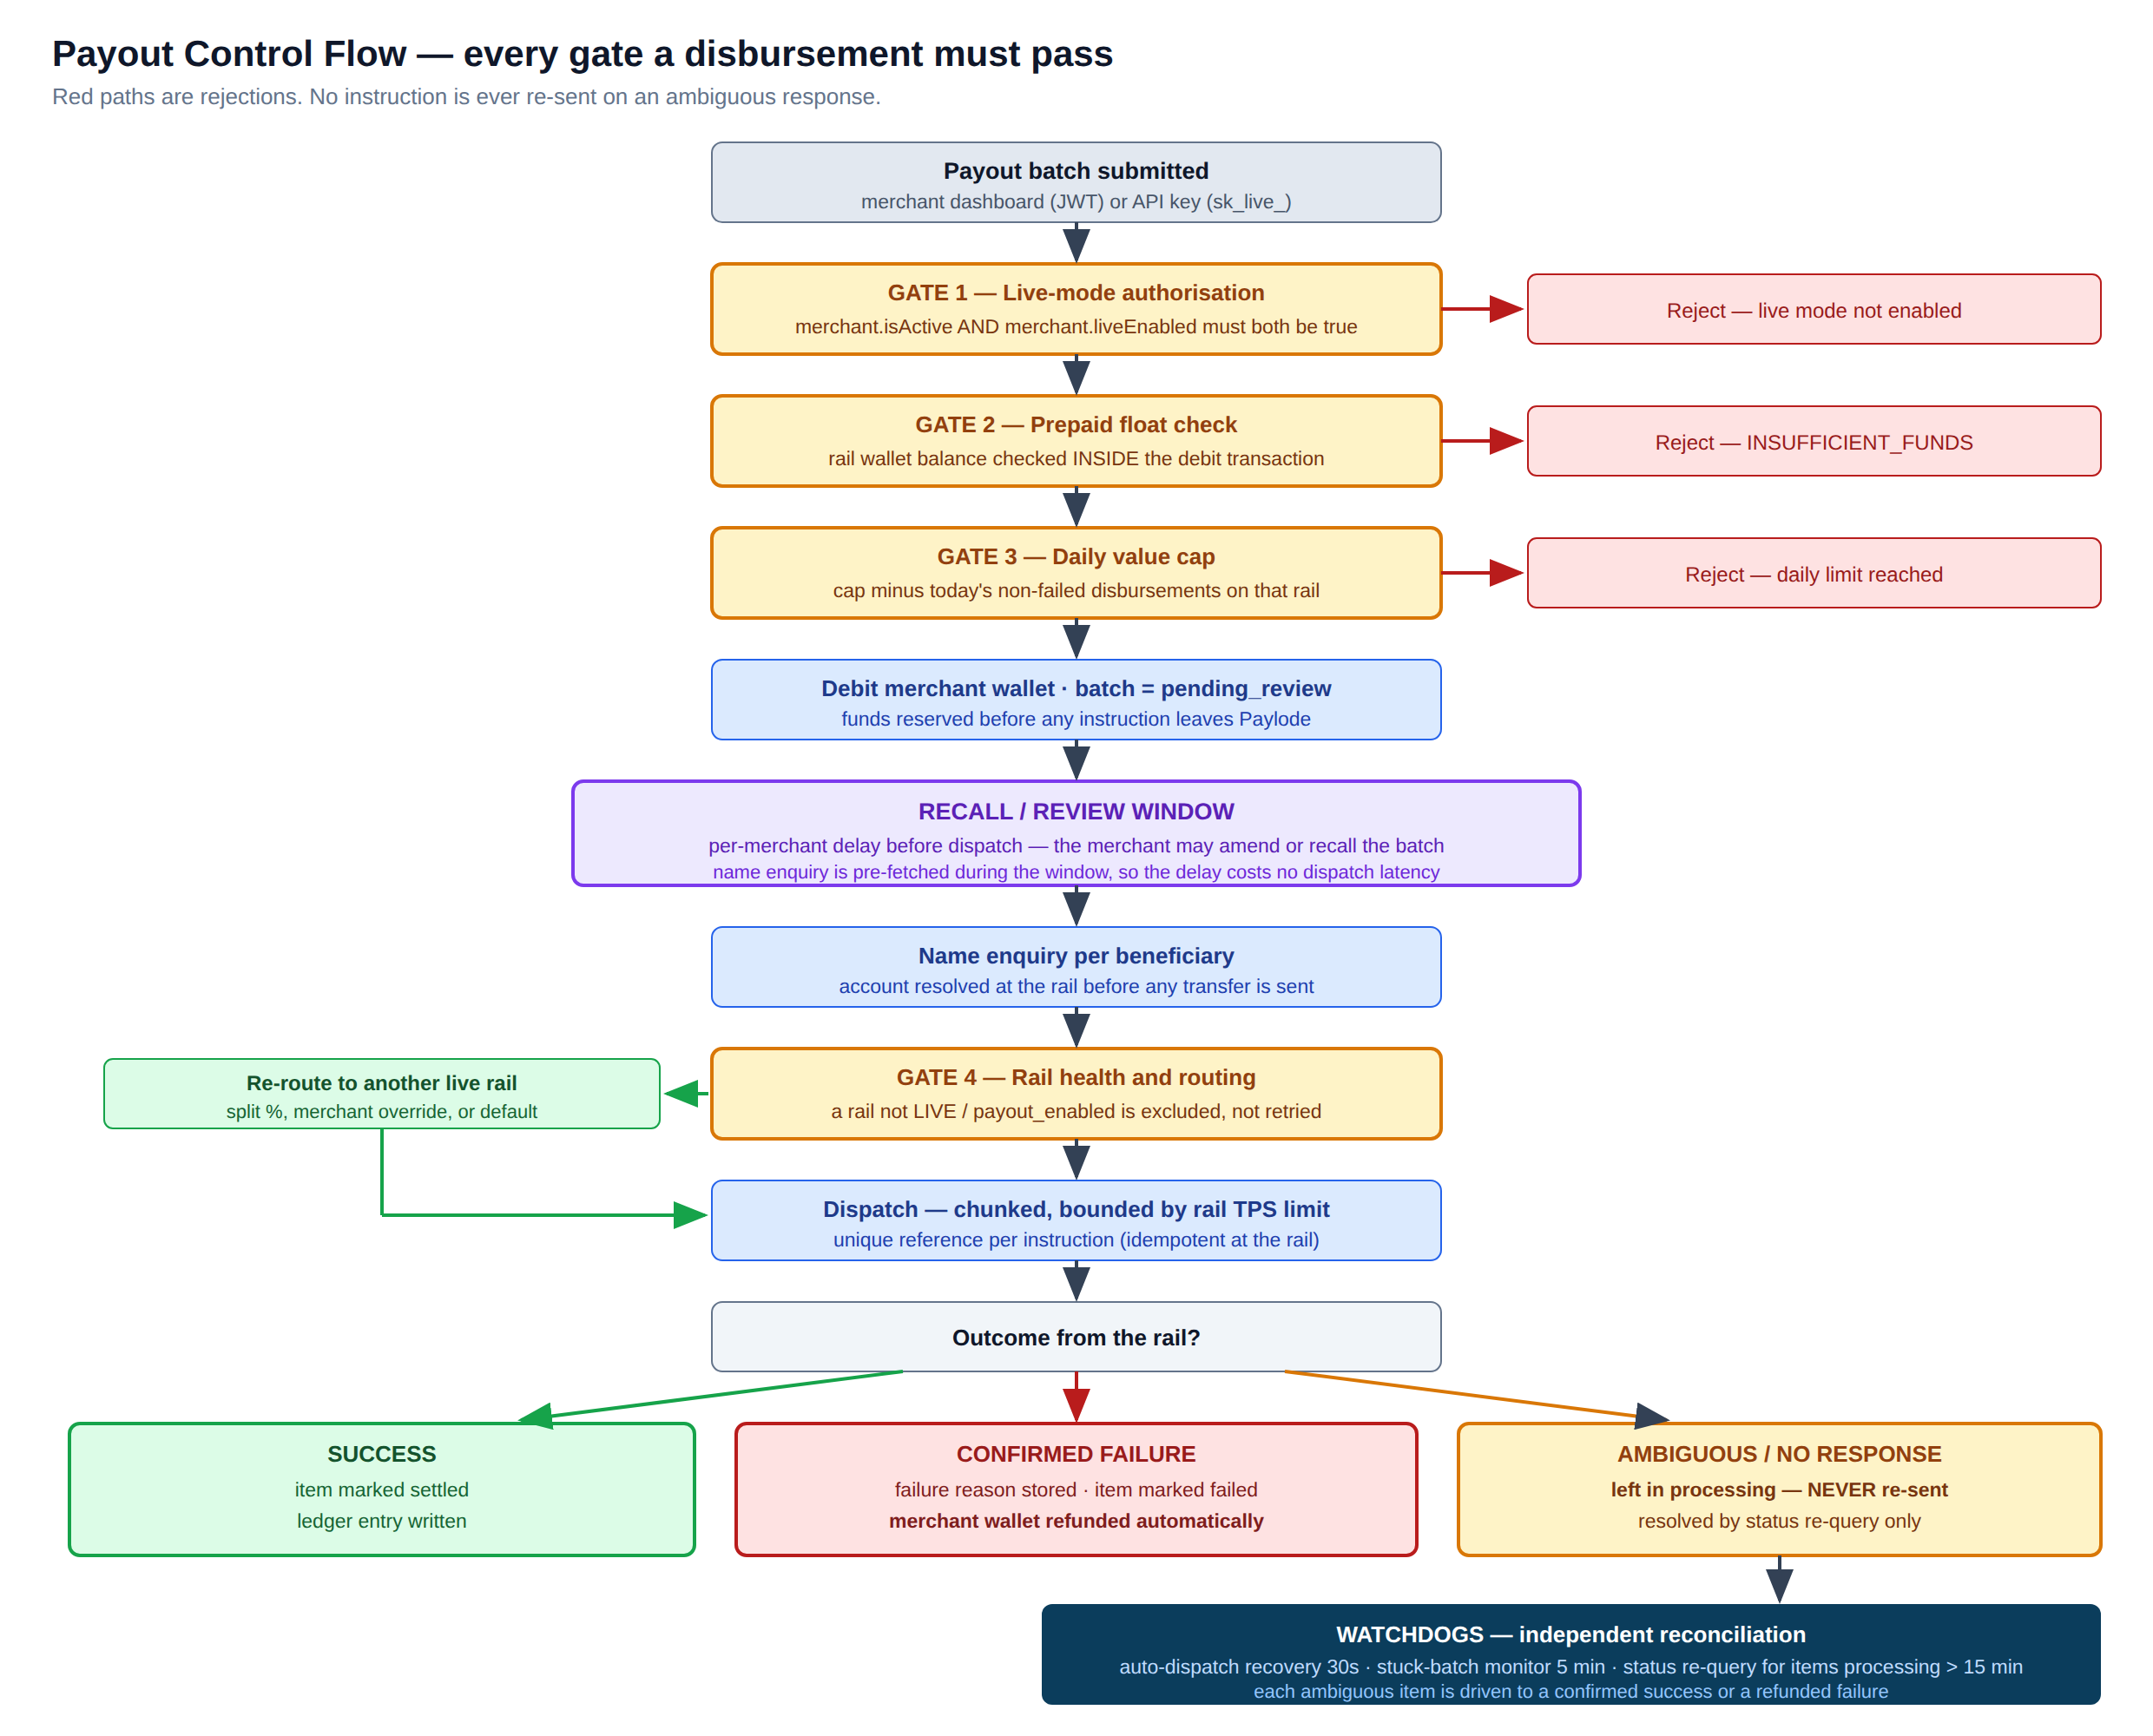 Payout Control Flow — every gate a disbursement must pass
Red paths are rejections. No instruction is ever re-sent on an ambiguous response.
Payout batch submitted
merchant dashboard (JWT) or API key (sk_live_)
GATE 1 — Live-mode authorisation
merchant.isActive AND merchant.liveEnabled must both be true
Reject — live mode not enabled
GATE 2 — Prepaid float check
rail wallet balance checked INSIDE the debit transaction
Reject — INSUFFICIENT_FUNDS
GATE 3 — Daily value cap
cap minus today's non-failed disbursements on that rail
Reject — daily limit reached
Debit merchant wallet · batch = pending_review
funds reserved before any instruction leaves Paylode
RECALL / REVIEW WINDOW
per-merchant delay before dispatch — the merchant may amend or recall the batch
name enquiry is pre-fetched during the window, so the delay costs no dispatch latency
Name enquiry per beneficiary
account resolved at the rail before any transfer is sent
Re-route to another live rail
split %, merchant override, or default
GATE 4 — Rail health and routing
a rail not LIVE / payout_enabled is excluded, not retried
Dispatch — chunked, bounded by rail TPS limit
unique reference per instruction (idempotent at the rail)
Outcome from the rail?
SUCCESS
item marked settled
ledger entry written
CONFIRMED FAILURE
failure reason stored · item marked failed
merchant wallet refunded automatically
AMBIGUOUS / NO RESPONSE
left in processing — NEVER re-sent
resolved by status re-query only
WATCHDOGS — independent reconciliation
auto-dispatch recovery 30s · stuck-batch monitor 5 min · status re-query for items processing > 15 min
each ambiguous item is driven to a confirmed success or a refunded failure